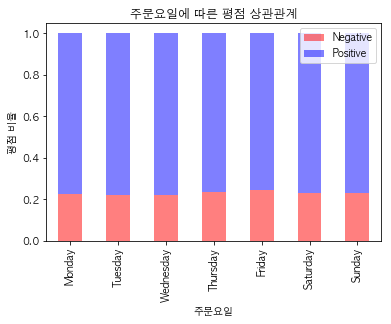 주문요일에 따른 평점 상관관계
Negative
Positive
평점 비율
1.0
0.8
0.6
0.4
0.2
0.0
Monday
Tuesday
Wednesday
Thursday
Friday
Saturday
Sunday
주문요일